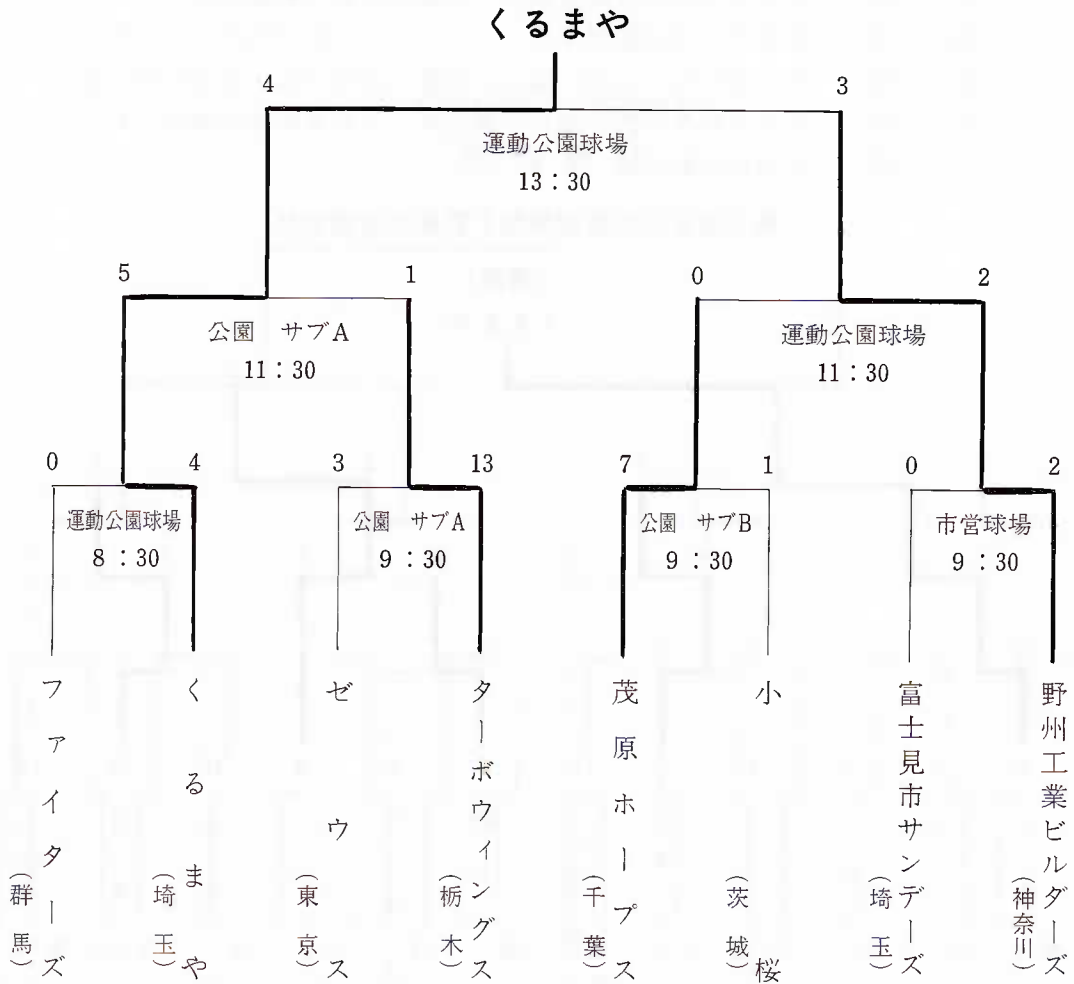 くるまや
4
3
運動公園球場
13：30
5
1
0
2
公園　サブA
11：30
運動公園球場
11：30
0
4
3
13
7
1
0
2
運動公園球場
8：30
公園　サブA
9：30
公園　サブB
9：30
市営球場
9：30
ファイターズ
（群馬）
くるまや
（埼玉）
ゼウス
（東京）
ターボウィングス
（栃木）
茂原ホープス
（千葉）
小桜
（茨城）
富士見市サンデーズ
（埼玉）
野州工業ビルダーズ
（神奈川）